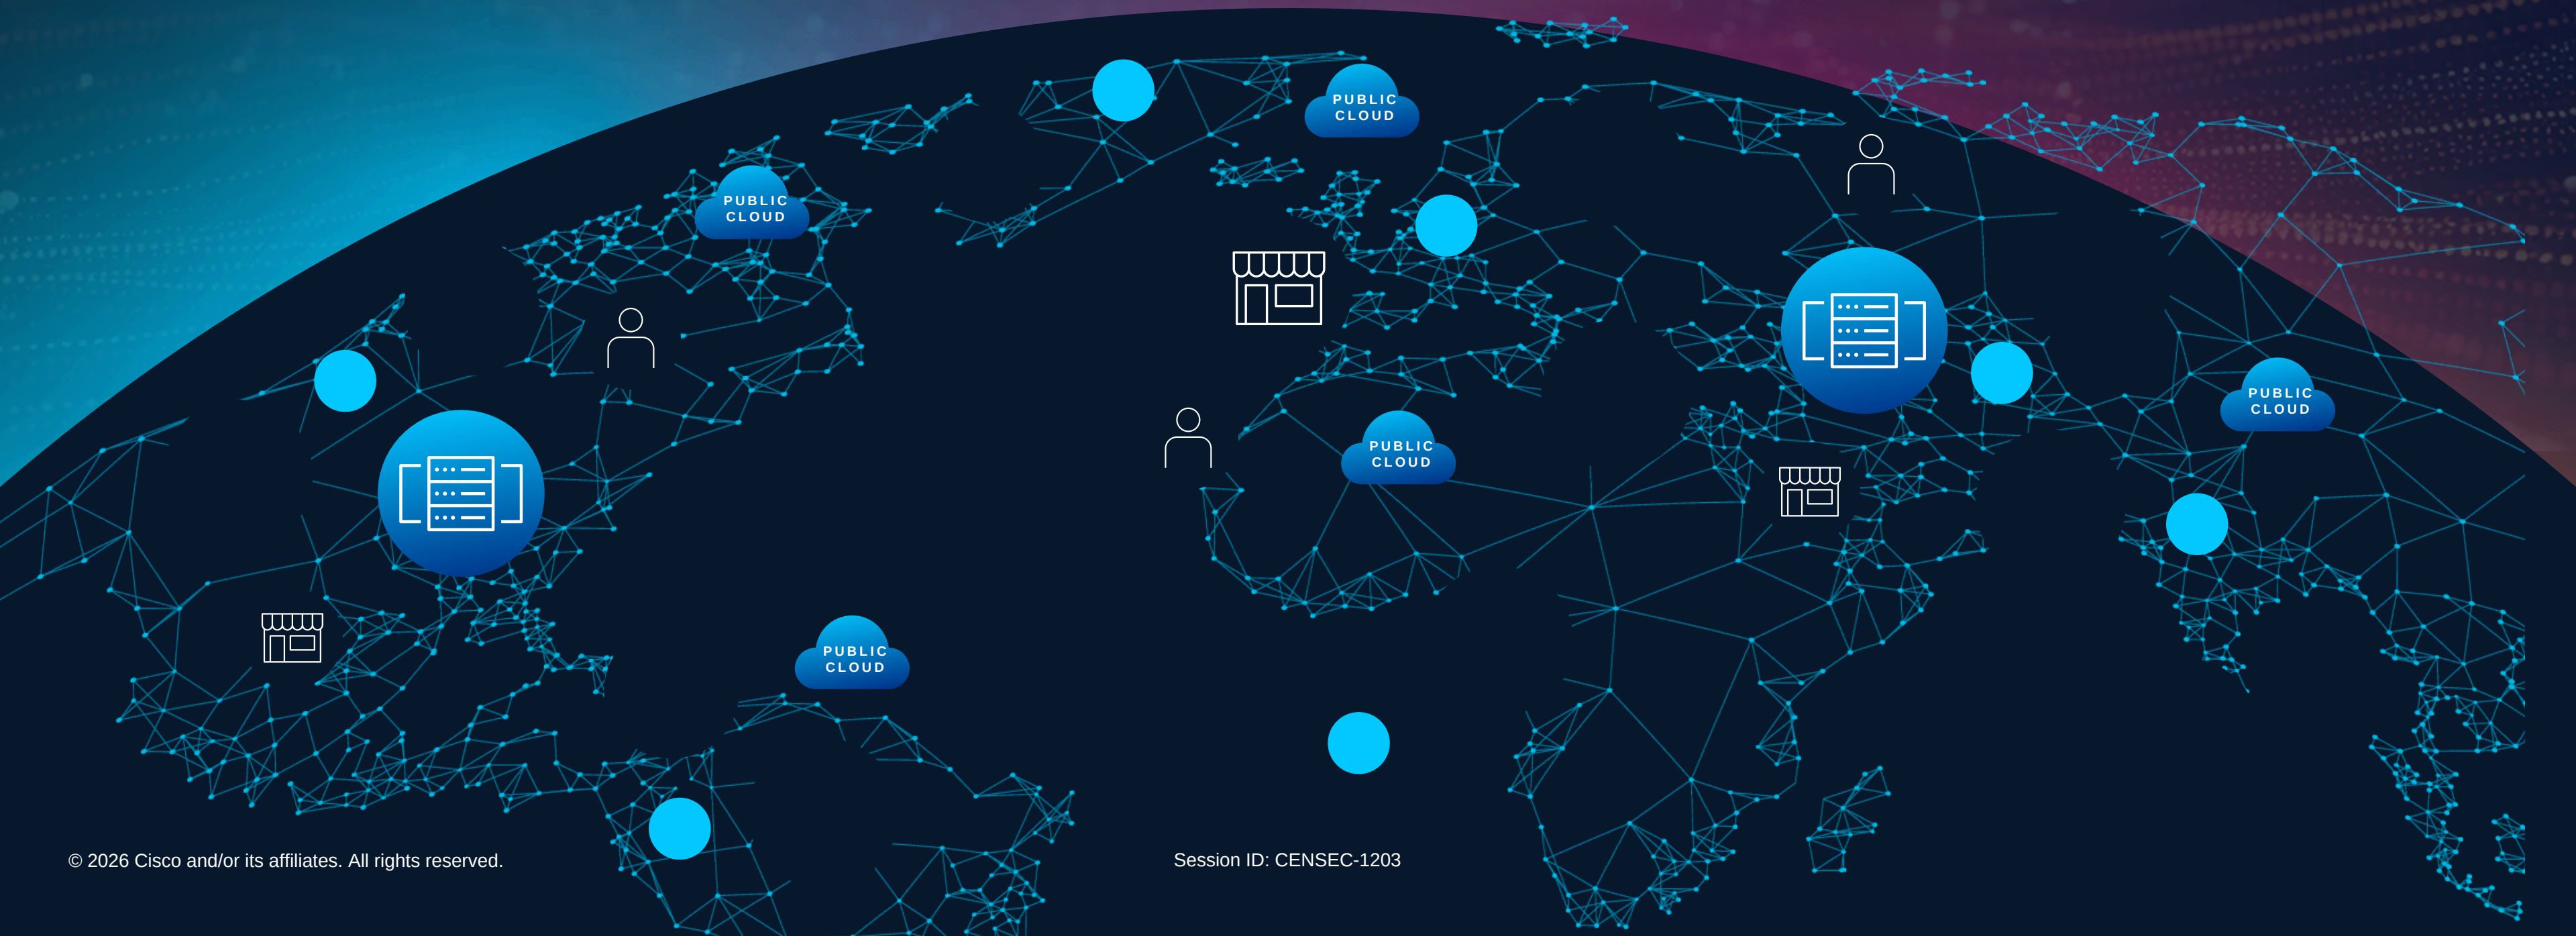 PUBLIC
CLOUD
PUBLIC
CLOUD
PUBLIC
CLOUD
PUBLIC
CLOUD
PUBLIC
CLOUD
© 2026 Cisco and/or its affiliates. All rights reserved.
Session ID: CENSEC-1203